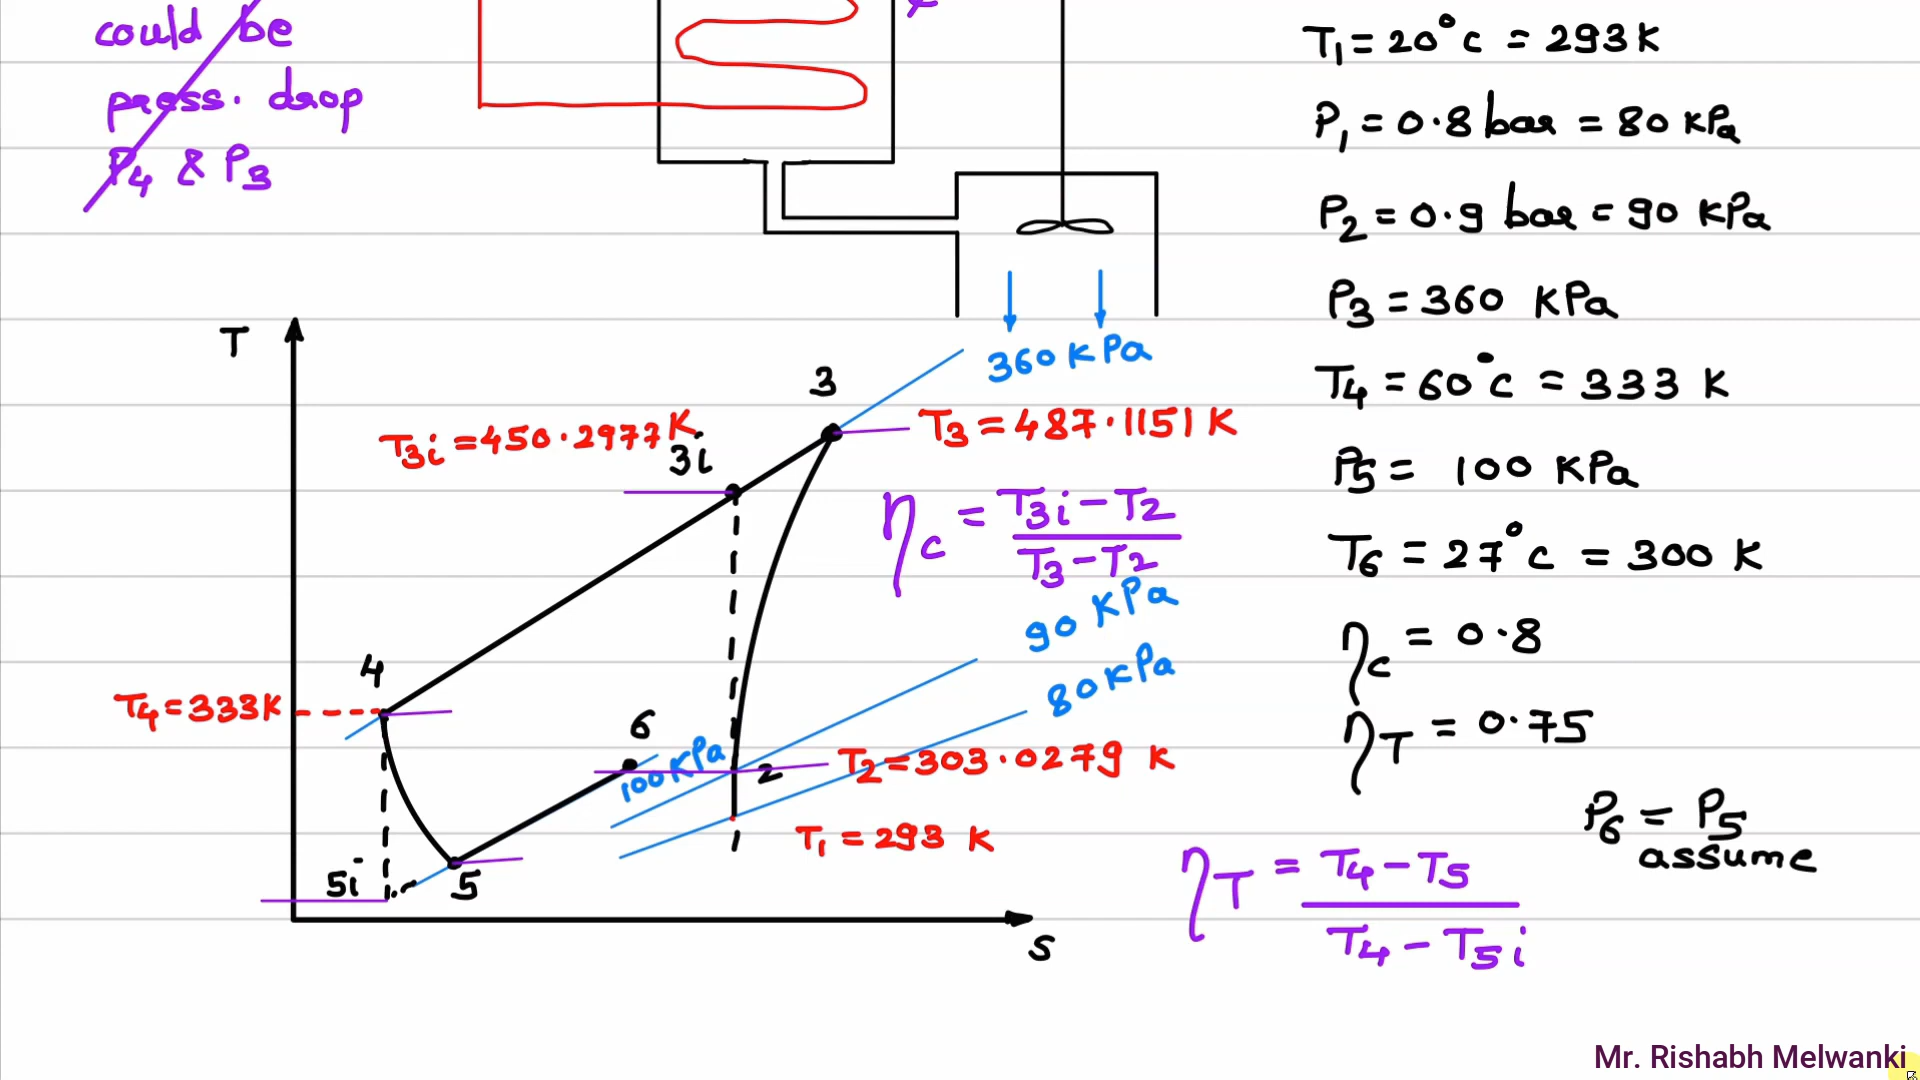 could be
press. drop
P4 & P3
T1 = 20°c = 293K
P1 = 0.8 bar = 80 KPa
P2 = 0.9 bar = 90 KPa
P3 = 360 KPa
T4 = 60°c = 333 K
P5 = 100 KPa
T6 = 27°c = 300 K
ηc = 0.8
ηT = 0.75
P6 = P5
assume
T
360 KPa
3
T3i = 450.2977 K
3i
T3 = 487.1151 K
ηc = T3i - T2
T3 - T2
90 KPa
80 KPa
4
T4 = 333K
6
100 KPa
2
T2 = 303.0279 K
T1 = 293 K
5i
5
S
ηT = T4 - T5
T4 - T5i
Mr. Rishabh Melwanki